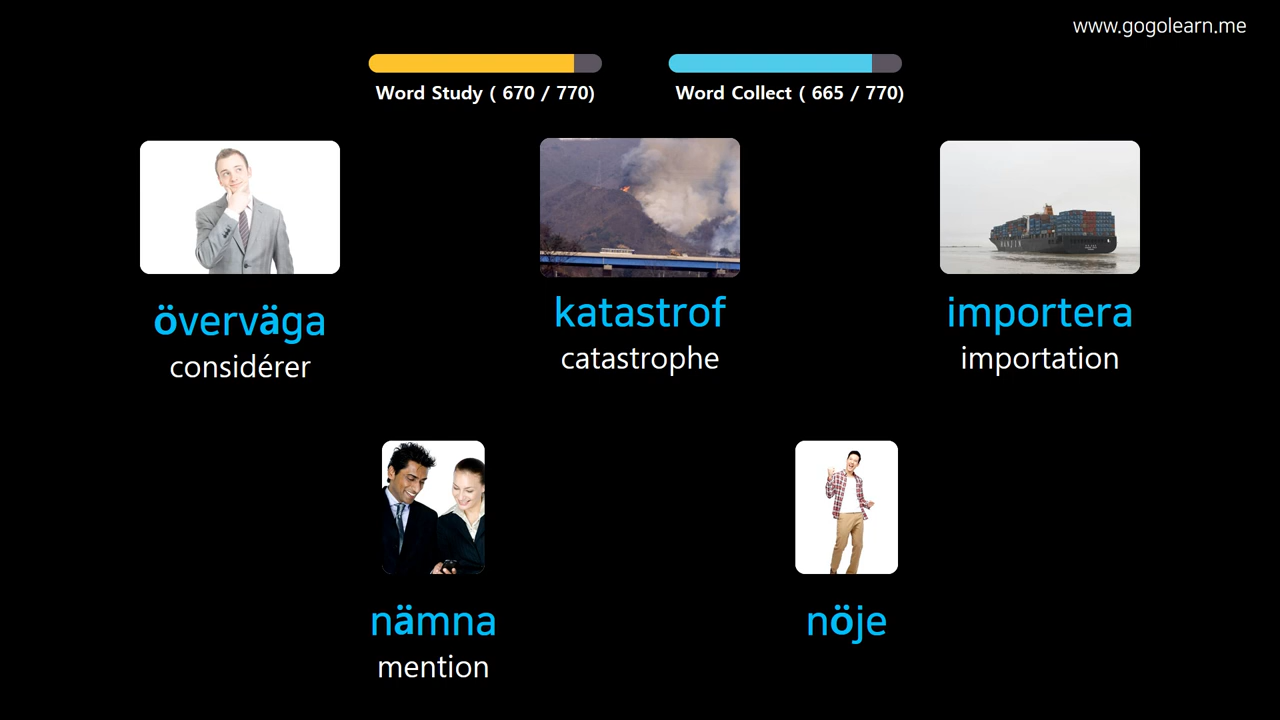 www.gogolearn.me
Word Study ( 670 / 770)
Word Collect ( 665 / 770)
överväga
considérer
katastrof
catastrophe
importera
importation
nämna
mention
nöje